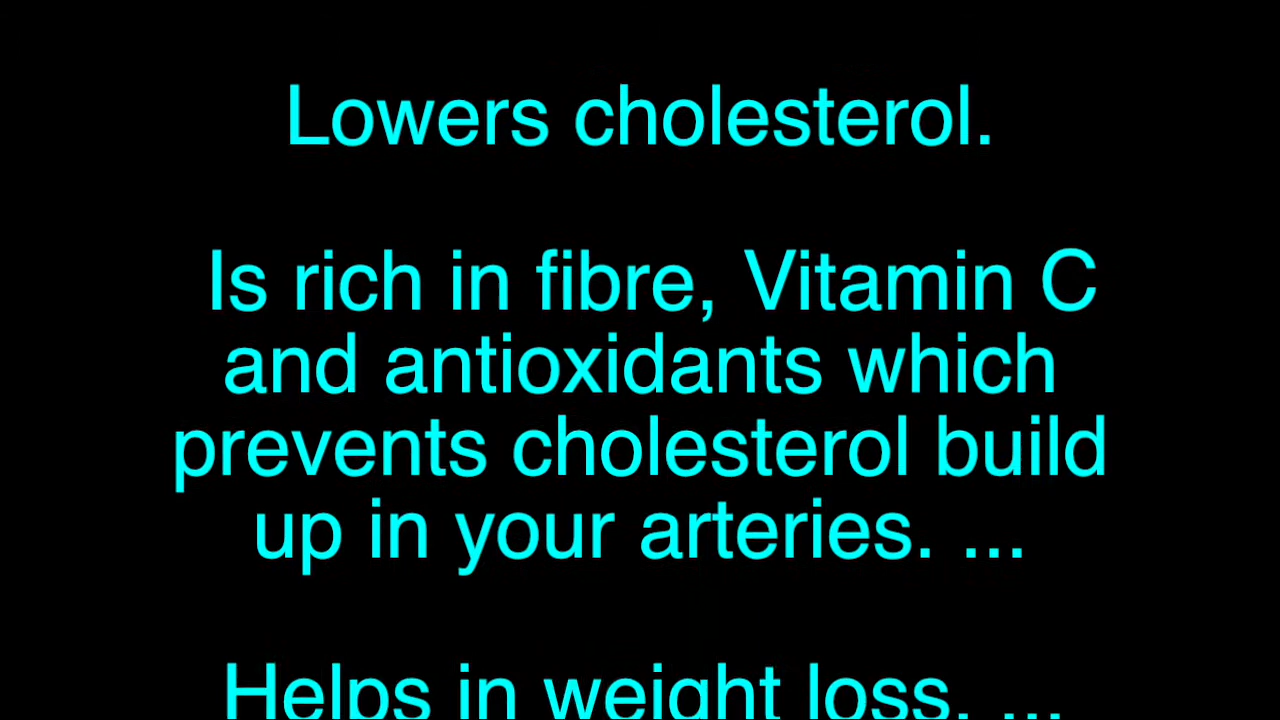 Lowers cholesterol.
Is rich in fibre, Vitamin C
and antioxidants which
prevents cholesterol build
up in your arteries. ...
Helps in weight loss. ...